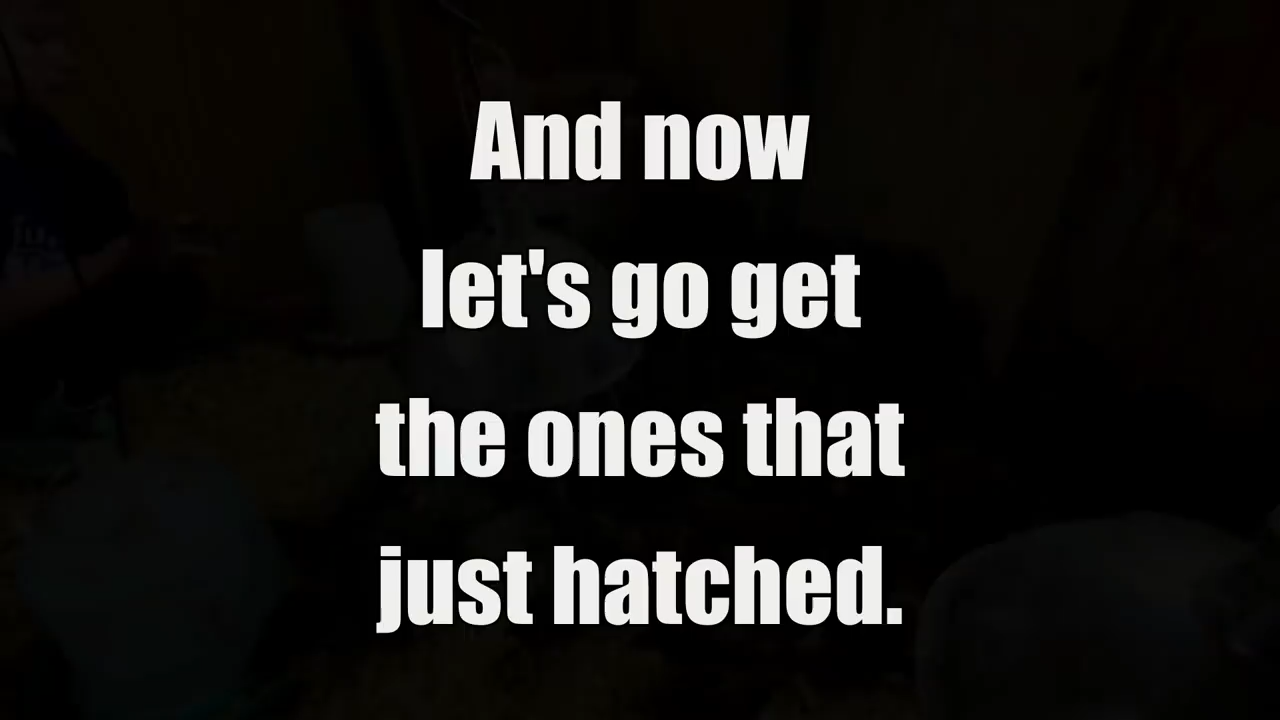 And now
let's go get
the ones that
just hatched.